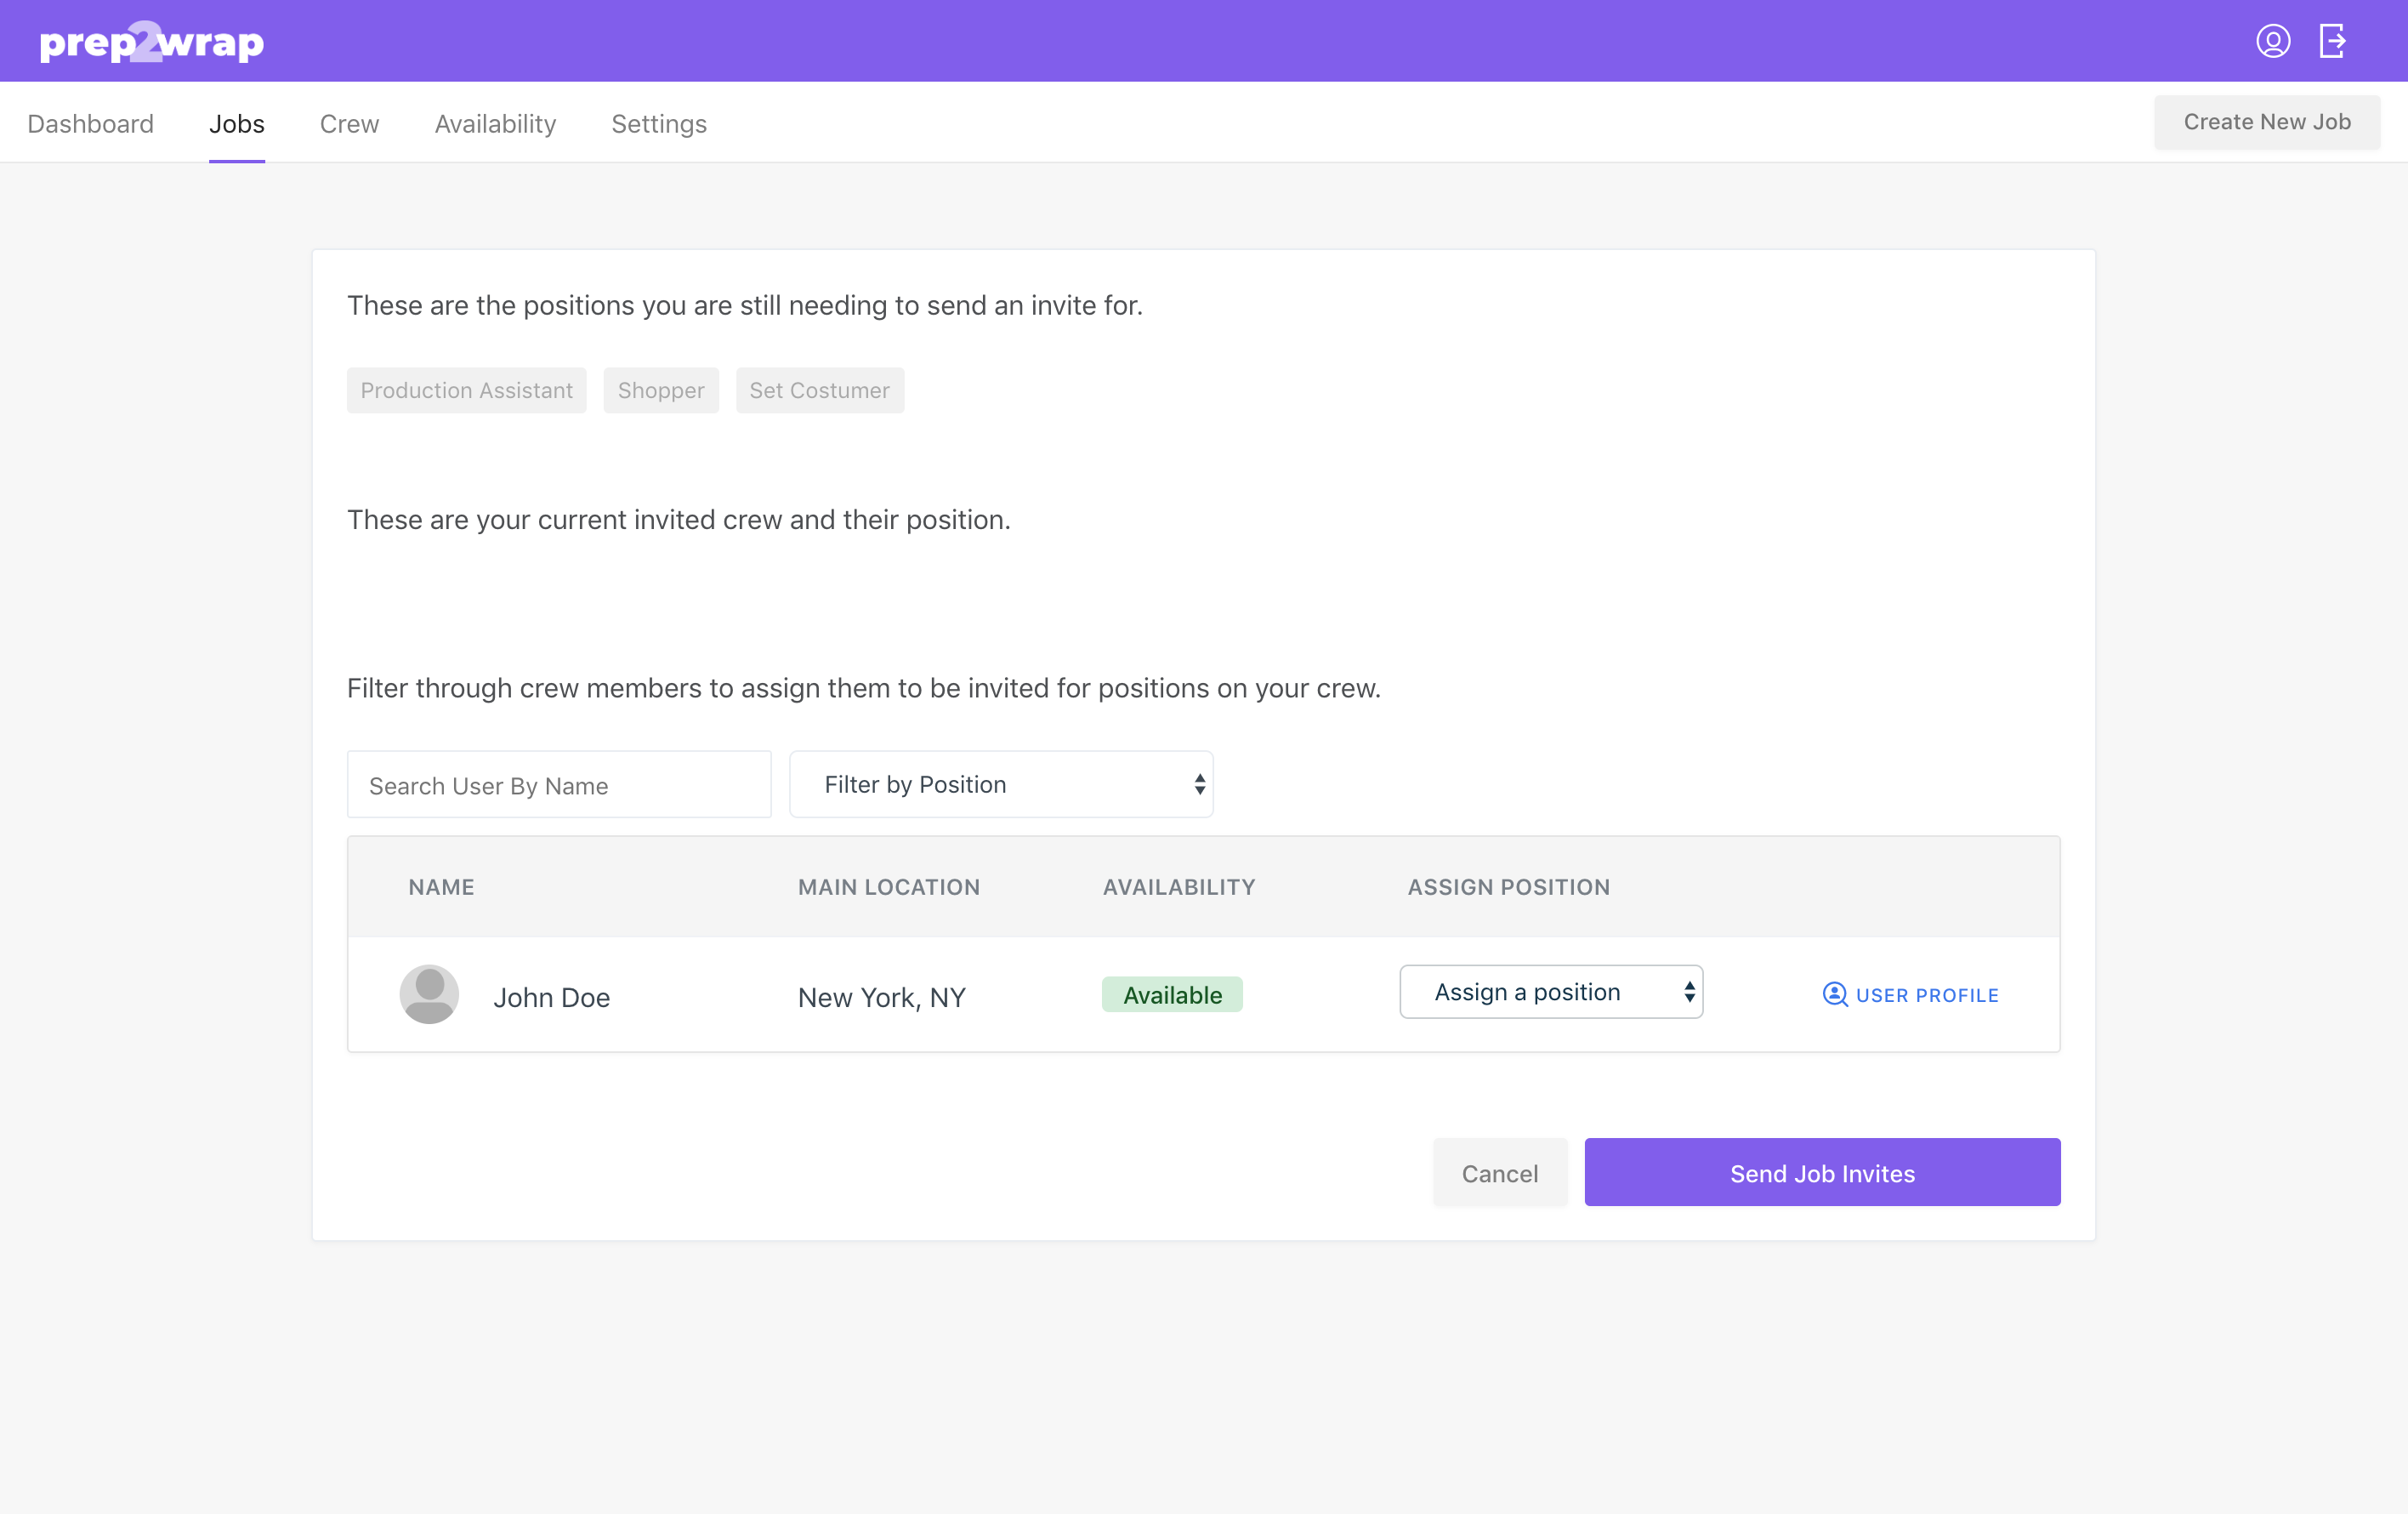 prep2wrap
Dashboard Jobs Crew Availability Settings Create New Job
These are the positions you are still needing to send an invite for.
Production Assistant Shopper Set Costumer
These are your current invited crew and their position.
Filter through crew members to assign them to be invited for positions on your crew.
Search User By Name Filter by Position
NAME MAIN LOCATION AVAILABILITY ASSIGN POSITION
John Doe New York, NY Available Assign a position USER PROFILE
Cancel Send Job Invites